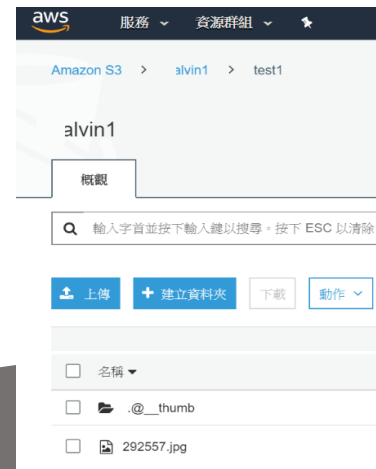 aws 服務 資源群組
Amazon S3 > alvin1 > test1
alvin1
概觀
輸入字首並按下輸入鍵以搜尋。按下 ESC 以清除
上傳 建立資料夾 下載 動作
名稱
.@__thumb
292557.jpg